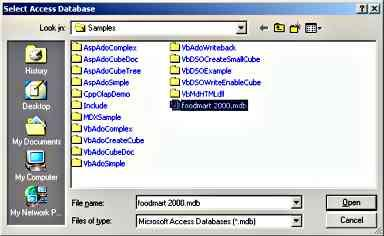 Select Access Database
Look in: Samples
History
Desktop
My Documents
My Computer
My Network P...
AspAdoComplex
AspAdoCubeDoc
AspAdoCubeTree
AspAdoSimple
CppOlapDemo
Include
MDXSample
VbAdoComplex
VbAdoCreateCube
VbAdoCubeDoc
VbAdoSimple
VbAdoWriteback
VbDSOCreateSmallCube
VbDSOExample
VbDSOWriteEnableCube
VbMdHTMLdll
foodmart 2000.mdb
File name: foodmart 2000.mdb Open
Files of type: Microsoft Access Databases (*.mdb) Cancel